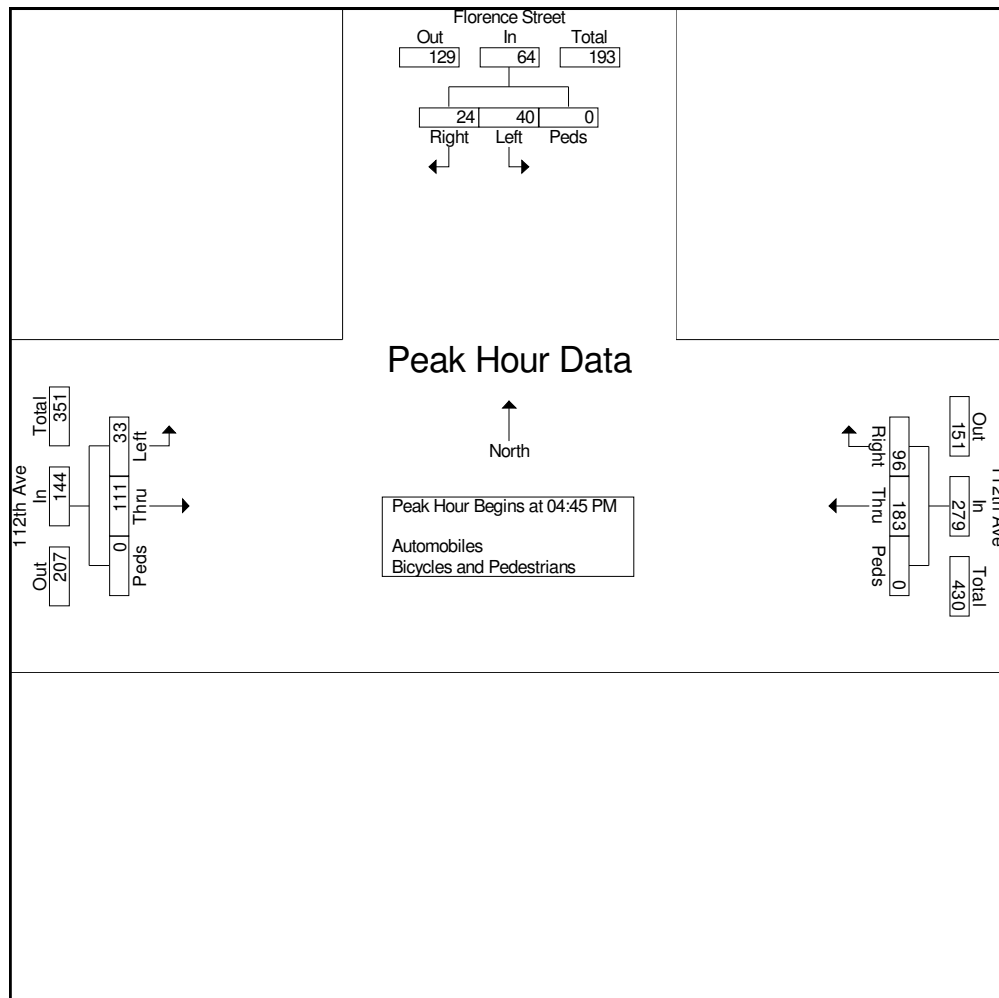 Florence Street
Out In Total
129 64 193
24 40 0
Right Left Peds
Peak Hour Data
North
Peak Hour Begins at 04:45 PM
Automobiles
Bicycles and Pedestrians
112th Ave
Out In Total
207 144 351
33 111 0
Left Thru Peds
112th Ave
Out In Total
151 279 430
96 183 0
Right Thru Peds